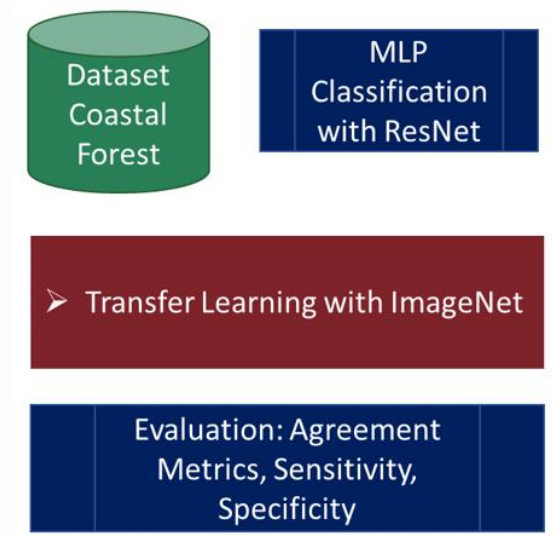 Dataset
Coastal
Forest
MLP
Classification
with ResNet
➢ Transfer Learning with ImageNet
Evaluation: Agreement
Metrics, Sensitivity,
Specificity